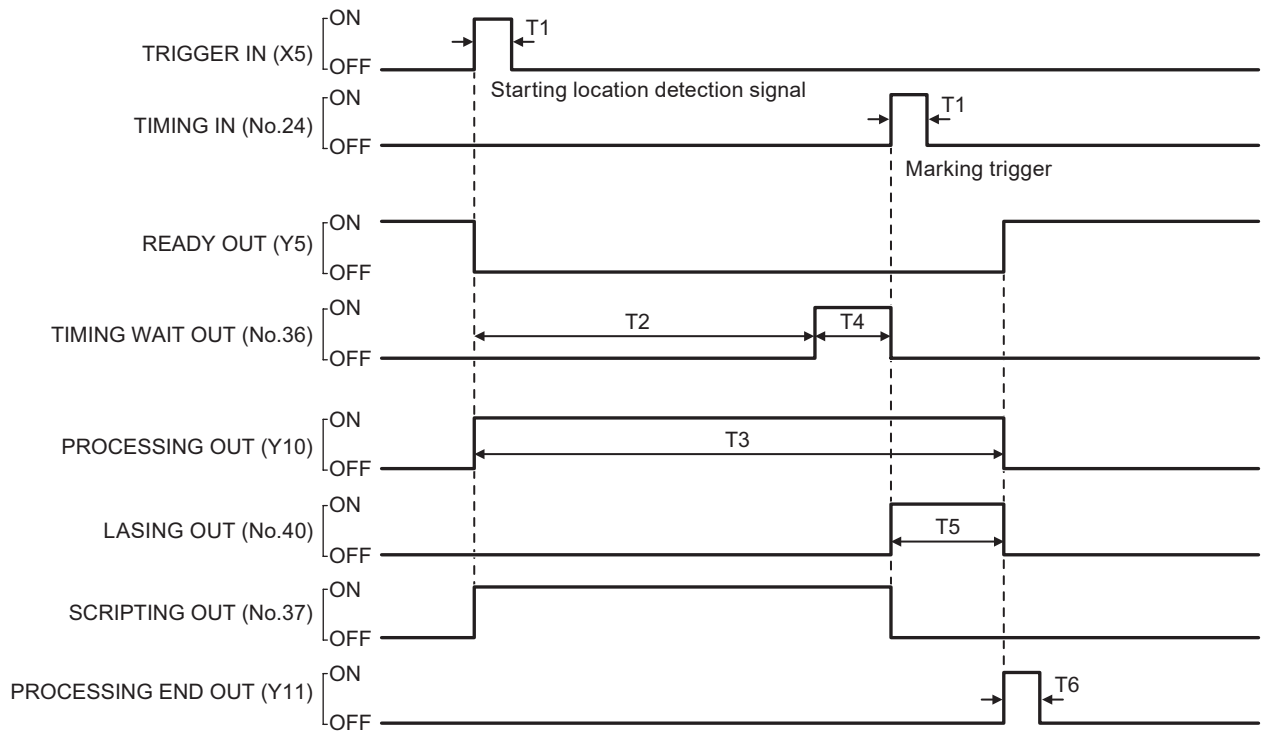 ON
T1
TRIGGER IN (X5)
OFF
Starting location detection signal
ON
T1
TIMING IN (No.24)
OFF
Marking trigger
ON
READY OUT (Y5)
OFF
ON
T2
T4
TIMING WAIT OUT (No.36)
OFF
ON
T3
PROCESSING OUT (Y10)
OFF
ON
T5
LASING OUT (No.40)
OFF
ON
SCRIPTING OUT (No.37)
OFF
ON
T6
PROCESSING END OUT (Y11)
OFF